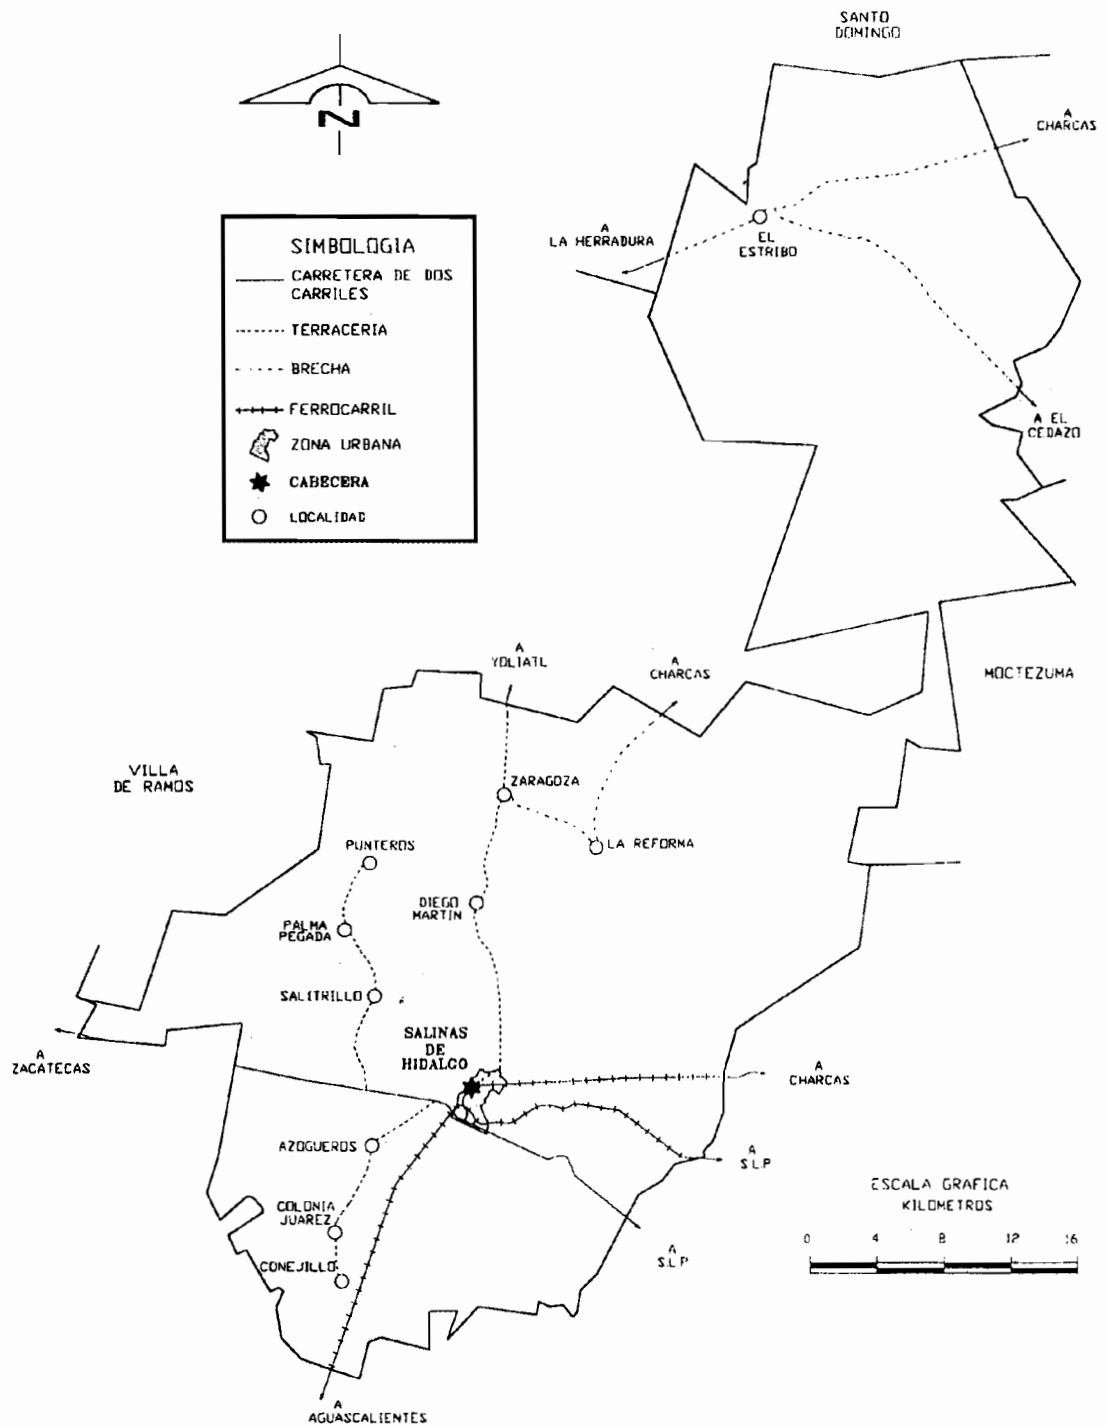 SANTO
DOMINGO
N
A
CHARCAS
A
LA HERRADURA
EL
ESTRIBO
SIMBOLOGIA
CARRETERA DE DOS
CARRILES
TERRACERIA
BRECHA
FERROCARRIL
ZONA URBANA
CABECERA
LOCALIDAD
A EL
CEDAZO
A
YOLIATL
A
CHARCAS
MOCTEZUMA
VILLA
DE RAMOS
ZARAGOZA
PUNTEROS
LA REFORMA
DIEGO
MARTIN
PALMA
PEGADA
SALITRILLO
SALINAS
DE
HIDALGO
A
ZACATECAS
A
CHARCAS
AZOGUEROS
A
S.L.P
ESCALA GRAFICA
KILOMETROS
0 4 8 12 16
COLONIA
JUAREZ
A
S.L.P
CONEJILLO
A
AGUASCALIENTES